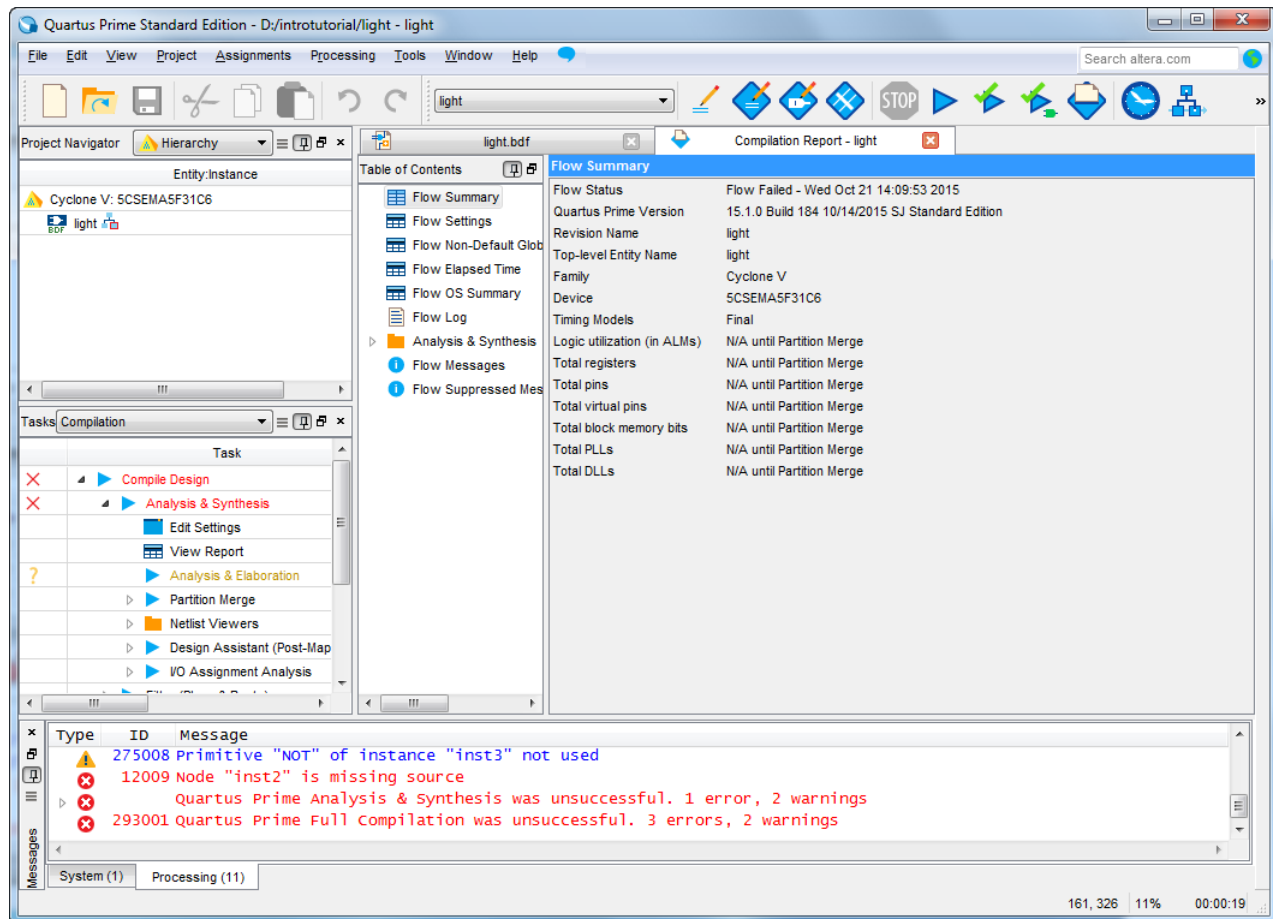 Quartus Prime Standard Edition - D:/introtutorial/light - light
File Edit View Project Assignments Processing Tools Window Help
Search altera.com
light
STOP
»
Project Navigator Hierarchy
Entity:Instance
Cyclone V: 5CSEMA5F31C6
BDF light
Tasks Compilation
Task
Compile Design
Analysis & Synthesis
Edit Settings
View Report
? Analysis & Elaboration
Partition Merge
Netlist Viewers
Design Assistant (Post-Map
I/O Assignment Analysis
light.bdf
Compilation Report - light
Table of Contents
Flow Summary
Flow Settings
Flow Non-Default Glob
Flow Elapsed Time
Flow OS Summary
Flow Log
Analysis & Synthesis
Flow Messages
Flow Suppressed Mes
Flow Summary
Flow Status Flow Failed - Wed Oct 21 14:09:53 2015
Quartus Prime Version 15.1.0 Build 184 10/14/2015 SJ Standard Edition
Revision Name light
Top-level Entity Name light
Family Cyclone V
Device 5CSEMA5F31C6
Timing Models Final
Logic utilization (in ALMs) N/A until Partition Merge
Total registers N/A until Partition Merge
Total pins N/A until Partition Merge
Total virtual pins N/A until Partition Merge
Total block memory bits N/A until Partition Merge
Total PLLs N/A until Partition Merge
Total DLLs N/A until Partition Merge
Type ID Message
275008 Primitive "NOT" of instance "inst3" not used
12009 Node "inst2" is missing source
Quartus Prime Analysis & Synthesis was unsuccessful. 1 error, 2 warnings
293001 Quartus Prime Full Compilation was unsuccessful. 3 errors, 2 warnings
Messages
System (1) Processing (11)
161, 326 11% 00:00:19